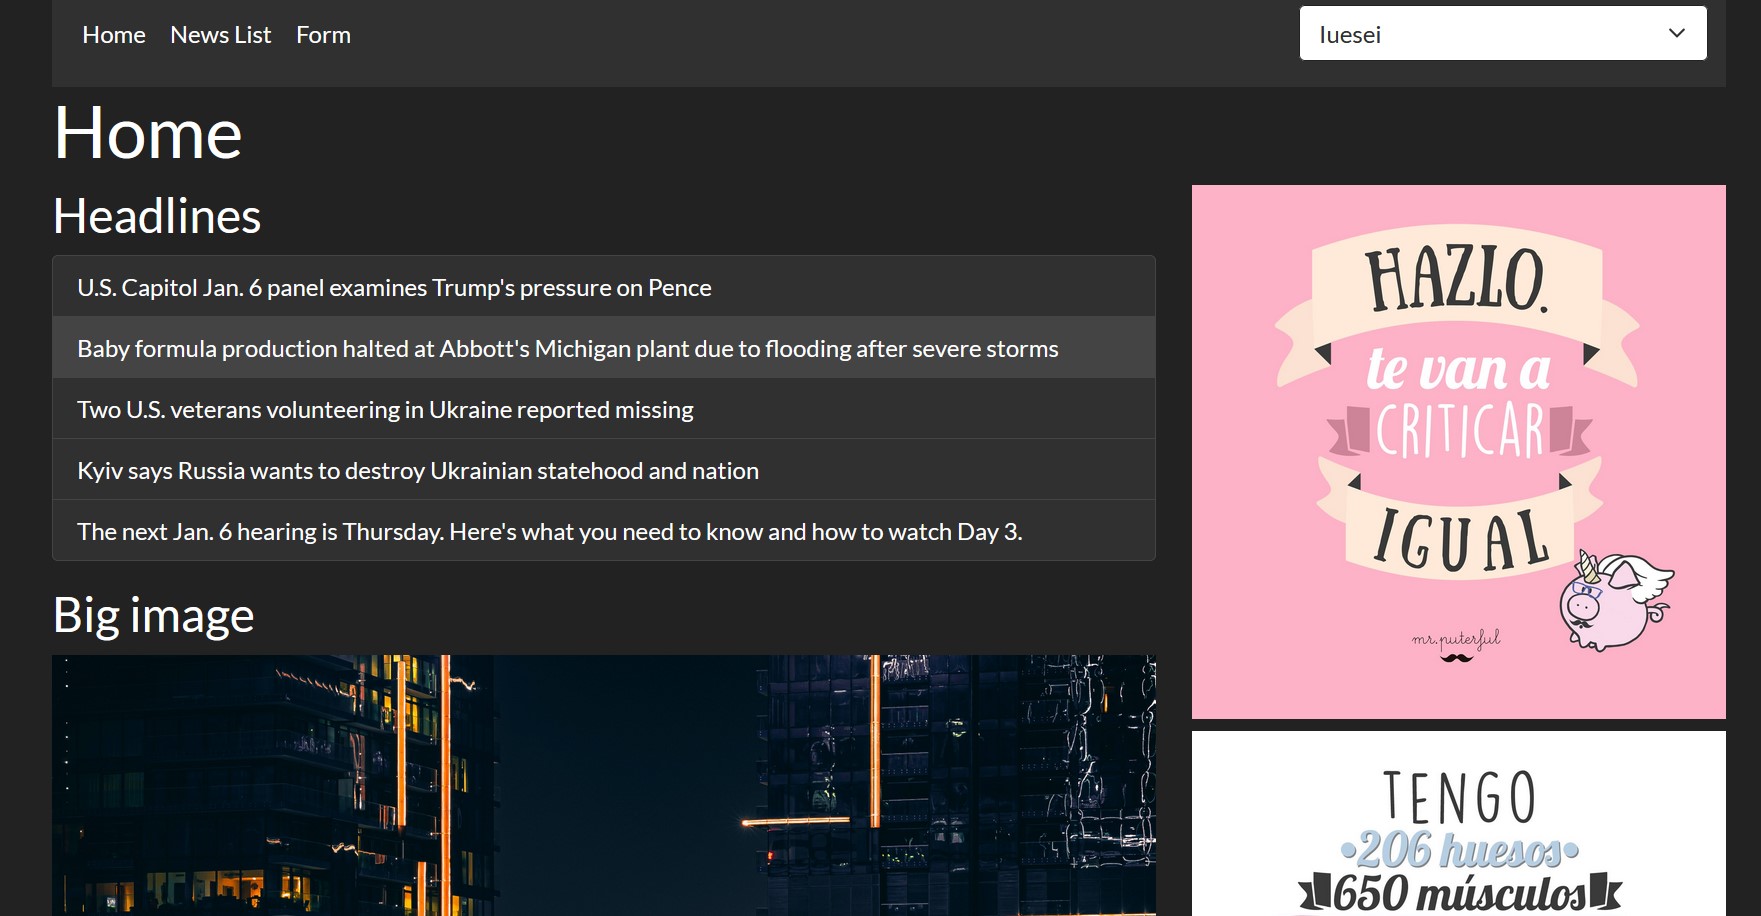 Home News List Form
Iuesei
Home
Headlines
U.S. Capitol Jan. 6 panel examines Trump's pressure on Pence
Baby formula production halted at Abbott's Michigan plant due to flooding after severe storms
Two U.S. veterans volunteering in Ukraine reported missing
Kyiv says Russia wants to destroy Ukrainian statehood and nation
The next Jan. 6 hearing is Thursday. Here's what you need to know and how to watch Day 3.
Big image
HAZLO.
te van a
CRITICAR
IGUAL
mr.puterful
TENGO
•206 huesos•
650 músculos